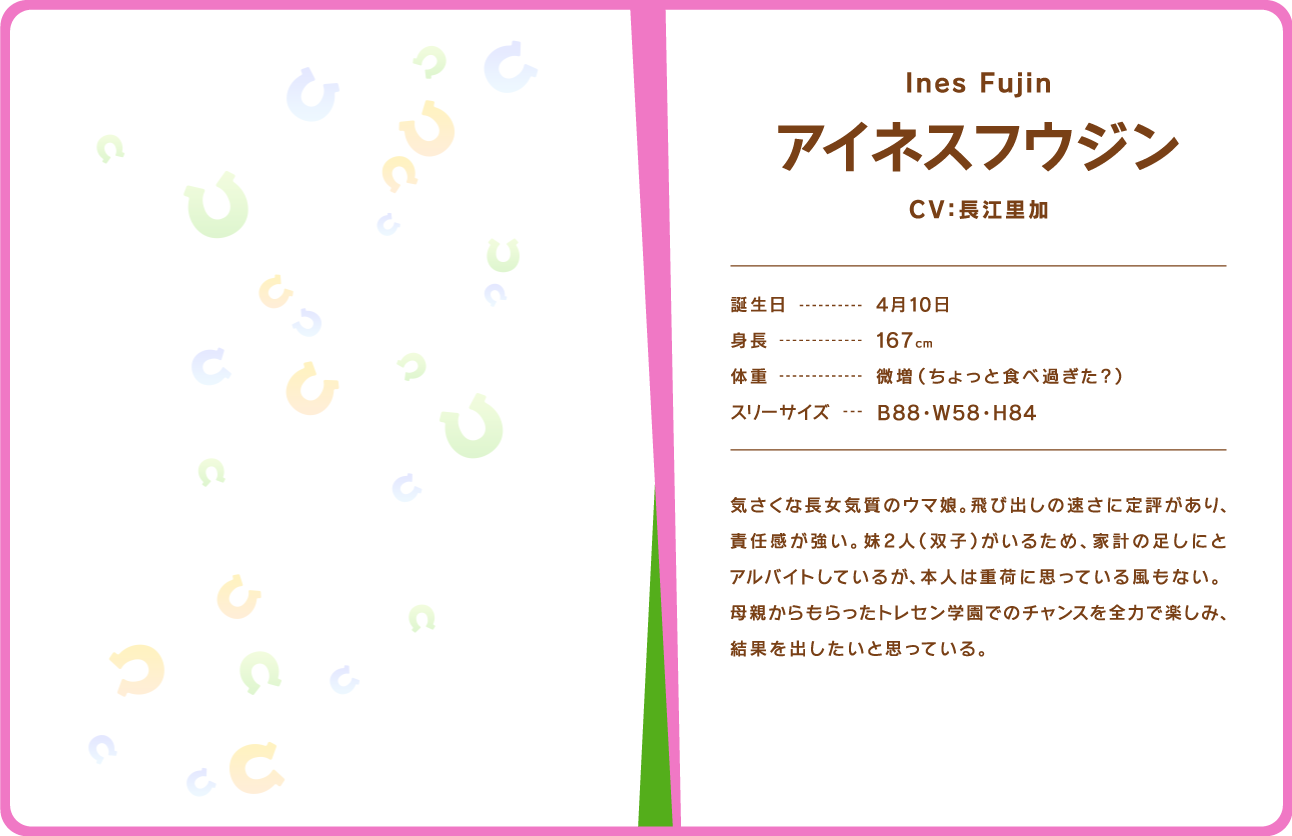 Ines Fujin
アイネスフウジン
CV:長江里加
誕生日 ---------- 4月10日
身長 ------------- 167cm
体重 ------------- 微増(ちょっと食べ過ぎた?)
スリーサイズ --- B88・W58・H84
気さくな長女気質のウマ娘。飛び出しの速さに定評があり、
責任感が強い。妹2人(双子)がいるため、家計の足しにと
アルバイトしているが、本人は重荷に思っている風もない。
母親からもらったトレセン学園でのチャンスを全力で楽しみ、
結果を出したいと思っている。